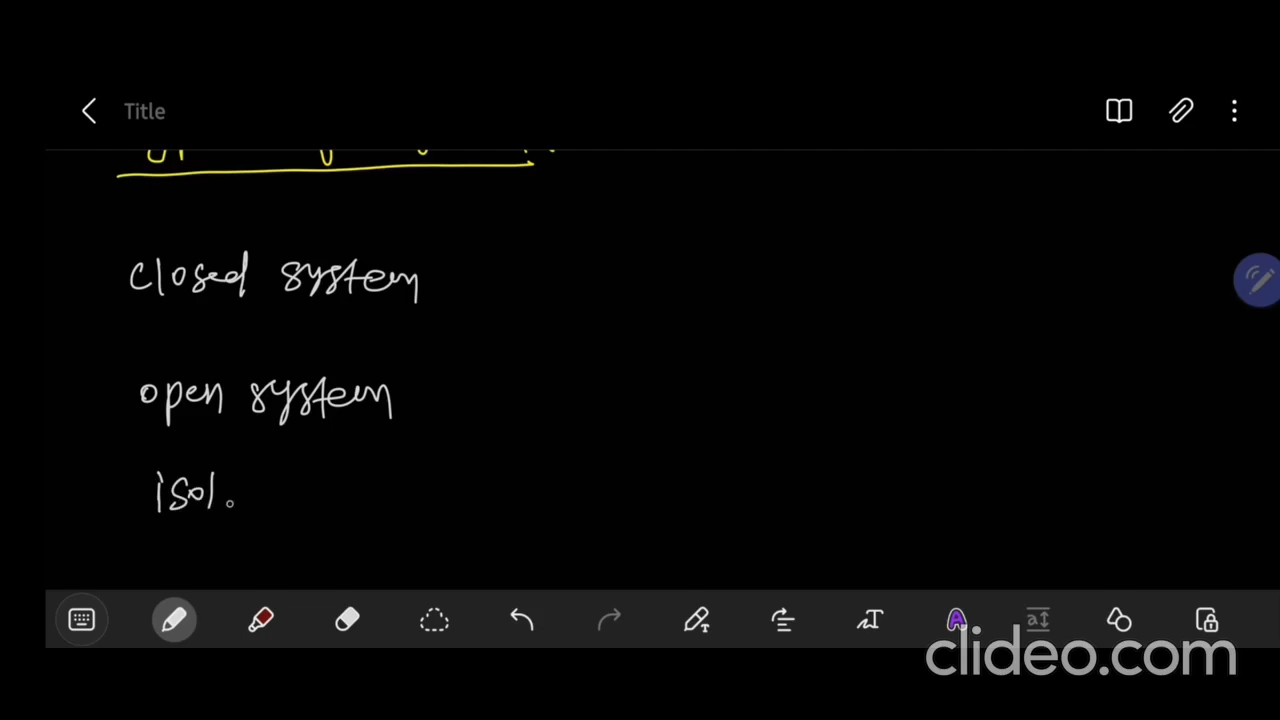 Title
closed system
open system
isol
clideo.com